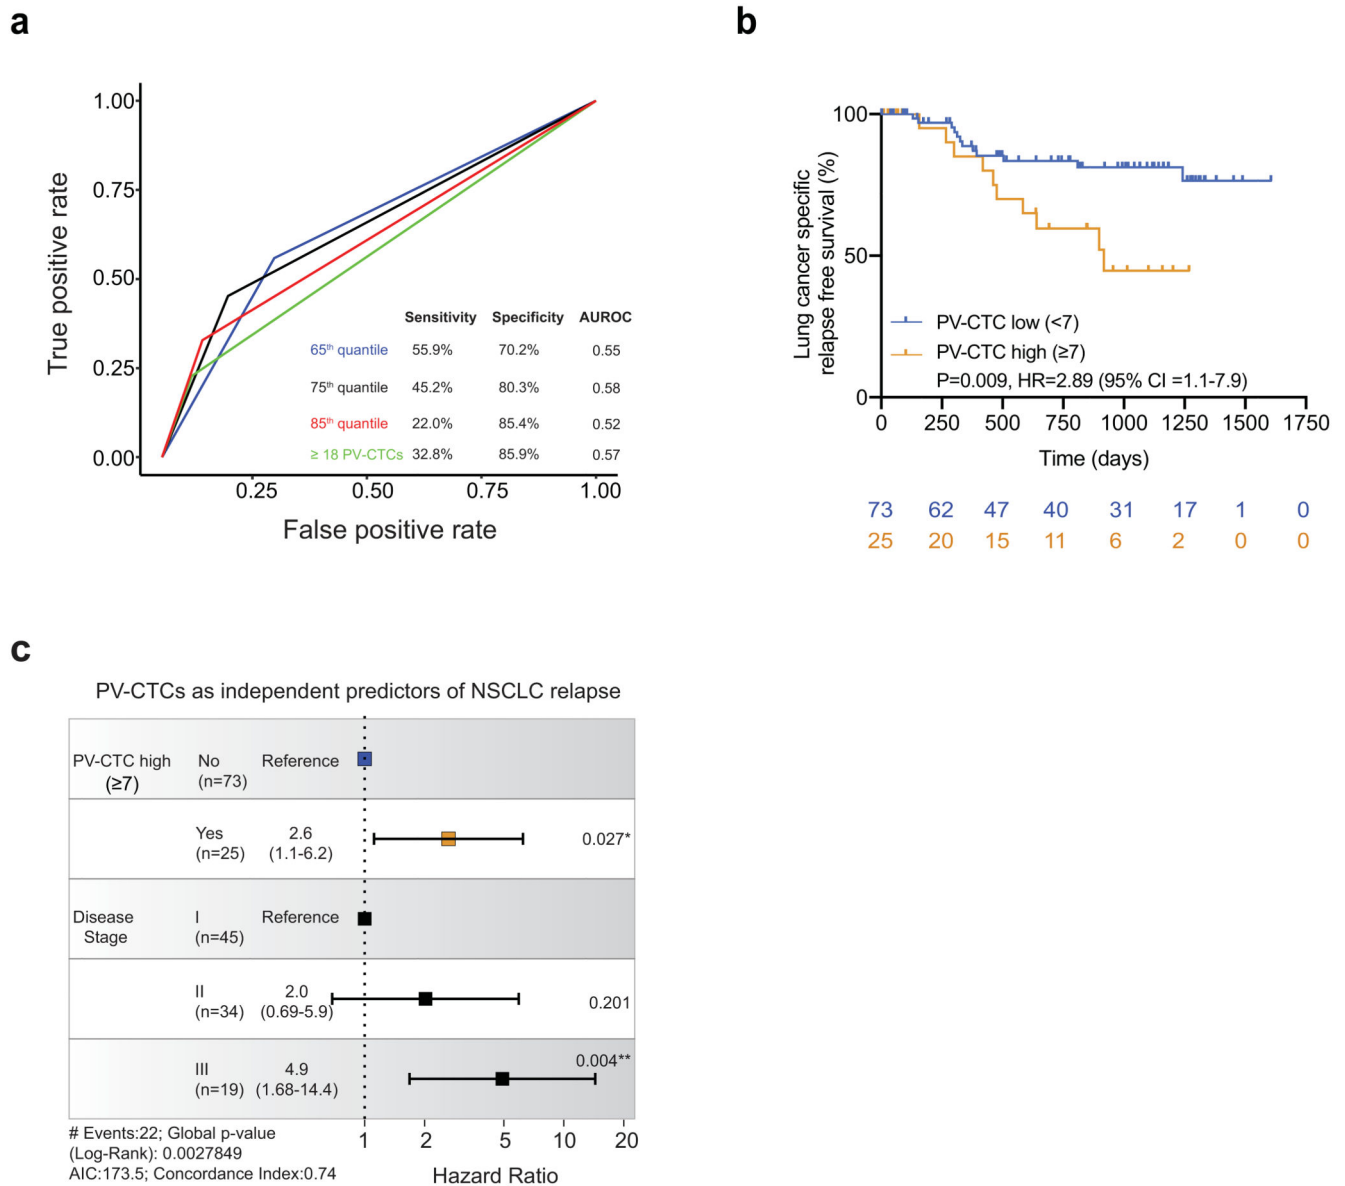 a
1.00
0.75
0.50
0.25
0.00
True positive rate
0.25 0.50 0.75 1.00
False positive rate
Sensitivity Specificity AUROC
65th quantile 55.9% 70.2% 0.55
75th quantile 45.2% 80.3% 0.58
85th quantile 22.0% 85.4% 0.52
≥ 18 PV-CTCs 32.8% 85.9% 0.57
b
100
50
0
Lung cancer specific
relapse free survival (%)
PV-CTC low (<7)
PV-CTC high (≥7)
P=0.009, HR=2.89 (95% CI =1.1-7.9)
0 250 500 750 1000 1250 1500 1750
Time (days)
73 62 47 40 31 17 1 0
25 20 15 11 6 2 0 0
c
PV-CTCs as independent predictors of NSCLC relapse
PV-CTC high No Reference
(≥7) (n=73)
Yes 2.6 0.027*
(n=25) (1.1-6.2)
Disease I Reference
Stage (n=45)
II 2.0 0.201
(n=34) (0.69-5.9)
III 4.9 0.004**
(n=19) (1.68-14.4)
# Events:22; Global p-value
(Log-Rank): 0.0027849
AIC:173.5; Concordance Index:0.74
1 2 5 10 20
Hazard Ratio